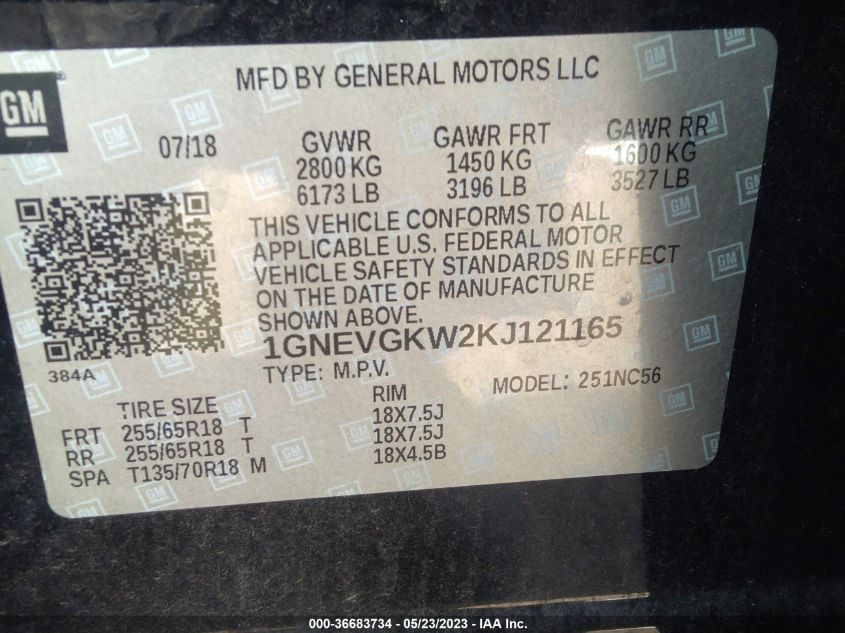 GM
MFD BY GENERAL MOTORS LLC
07/18
GVWR GAWR FRT GAWR RR
2800 KG 1450 KG 1600 KG
6173 LB 3196 LB 3527 LB
THIS VEHICLE CONFORMS TO ALL
APPLICABLE U.S. FEDERAL MOTOR
VEHICLE SAFETY STANDARDS IN EFFECT
ON THE DATE OF MANUFACTURE
SHOWN ABOVE.
1GNEVGKW2KJ121165
384A
TYPE: M.P.V. MODEL: 251NC56
TIRE SIZE RIM
FRT 255/65R18 T 18X7.5J
RR 255/65R18 T 18X7.5J
SPA T135/70R18 M 18X4.5B
000-36683734 — 05/23/2023 — IAA Inc.